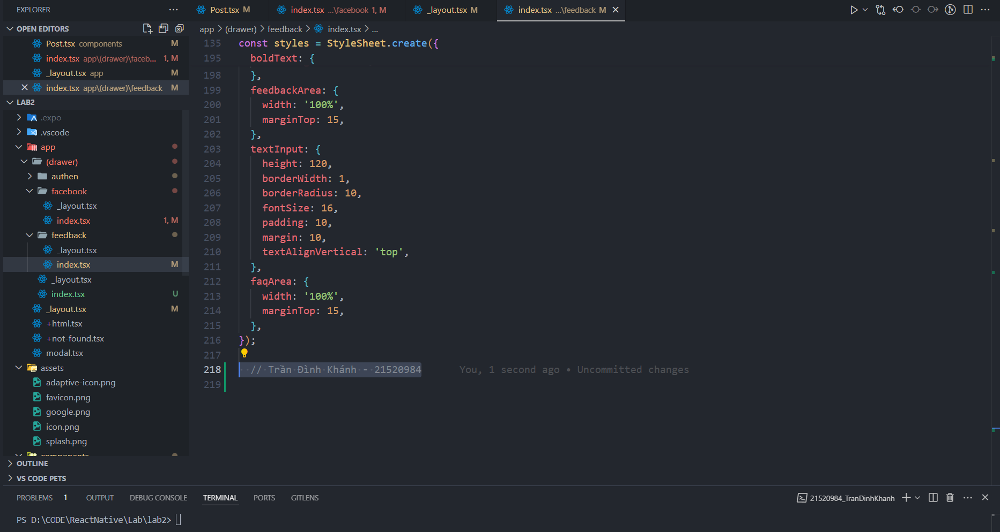 EXPLORER
OPEN EDITORS
Post.tsx components M
index.tsx app\(drawer)\faceb... 1, M
_layout.tsx app M
index.tsx app\(drawer)\feedback M
LAB2
.expo
.vscode
app
(drawer)
authen
facebook
_layout.tsx
index.tsx 1, M
feedback
_layout.tsx
index.tsx M
_layout.tsx
index.tsx U
_layout.tsx M
+html.tsx
+not-found.tsx
modal.tsx
assets
adaptive-icon.png
favicon.png
google.png
icon.png
splash.png
components
OUTLINE
VS CODE PETS
Post.tsx M
index.tsx ...\facebook 1, M
_layout.tsx M
index.tsx ...\feedback M
app > (drawer) > feedback > index.tsx > ...
135 const styles = StyleSheet.create({
195 boldText: {
198 },
199 feedbackArea: {
200 width: '100%',
201 marginTop: 15,
202 },
203 textInput: {
204 height: 120,
205 borderWidth: 1,
206 borderRadius: 10,
207 fontSize: 16,
208 padding: 10,
209 margin: 10,
210 textAlignVertical: 'top',
211 },
212 faqArea: {
213 width: '100%',
214 marginTop: 15,
215 },
216 });
217
218 // Trần Đình Khánh - 21520984 You, 1 second ago • Uncommitted changes
219
PROBLEMS 1 OUTPUT DEBUG CONSOLE TERMINAL PORTS GITLENS
21520984_TranDinhKhanh
PS D:\CODE\ReactNative\Lab\lab2>